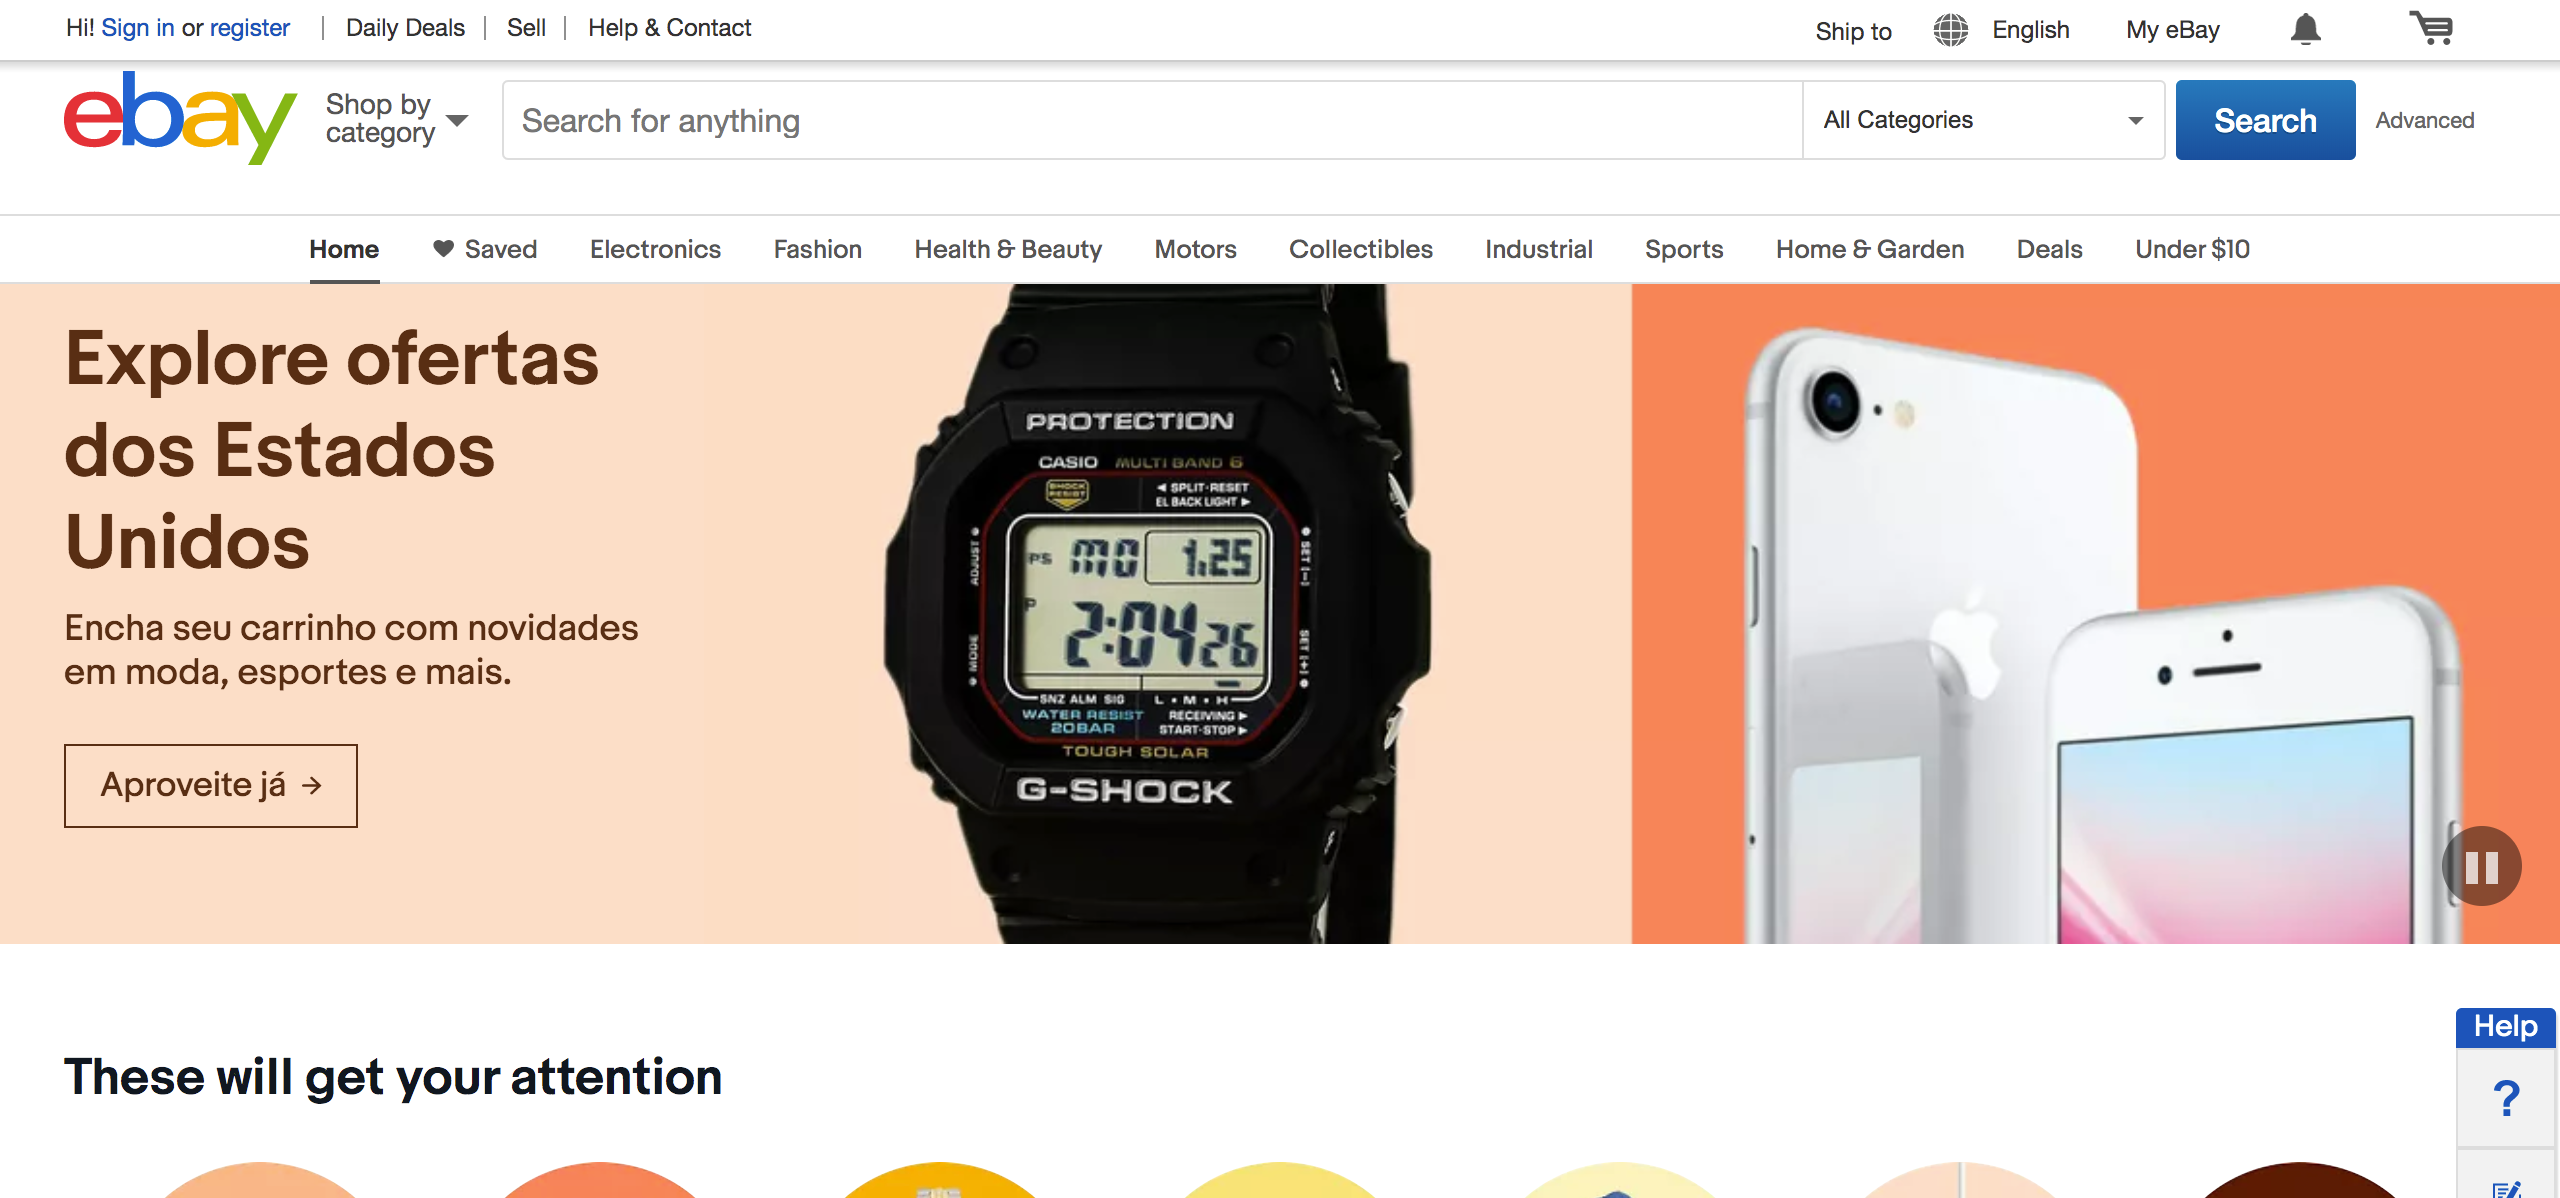 Hi! Sign in or register | Daily Deals | Sell | Help & Contact
Ship to English My eBay
ebay
Shop by
category
Search for anything
All Categories
Search
Advanced
Home Saved Electronics Fashion Health & Beauty Motors Collectibles Industrial Sports Home & Garden Deals Under $10
Explore ofertas
dos Estados
Unidos
Encha seu carrinho com novidades
em moda, esportes e mais.
Aproveite já →
PROTECTION
CASIO MULTI BAND 6
SHOCK
RESIST
◀ SPLIT·RESET
EL BACK LIGHT ▶
ADJUST
SET [–]
PS MO 1.25
P 2:04 26
MODE
SET [+]
SNZ ALM SIG L • M • H
WATER RESIST
20BAR
RECEIVING ▶
START·STOP ▶
TOUGH SOLAR
G-SHOCK
These will get your attention
Help
?